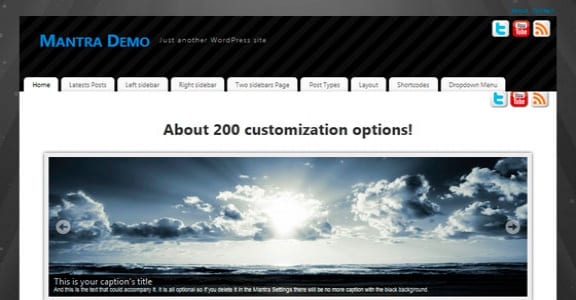 About Contact
Mantra Demo Just another WordPress site
Home Latests Posts Left sidebar Right sidebar Two sidebars Page Post Types Layout Shortcodes Dropdown Menu
About 200 customization options!
This is your caption's title
And this is the text that could accompany it. It is all optional so if you delete it in the Mantra Settings there will be no more caption with the black background.